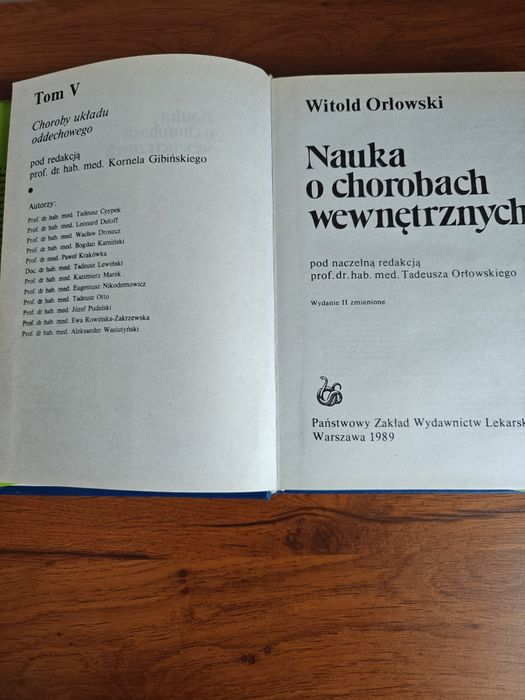 Tom V
Choroby układu
oddechowego
pod redakcją
prof. dr. hab. med. Kornela Gibińskiego
Autorzy:
Prof. dr hab. med. Tadeusz Ceypek
Prof. dr hab. med. Leonard Deloff
Prof. dr hab. med. Wacław Droszcz
Prof. dr hab. med. Bogdan Kamiński
Prof. dr med. Paweł Krakówka
Doc. dr hab. med. Tadeusz Lewiński
Prof. dr hab. med. Kazimierz Marek
Prof. dr hab. med. Eugeniusz Nikodemowicz
Prof. dr hab. med. Tadeusz Otto
Prof. dr hab. med. Józef Pudelski
Prof. dr hab. med. Ewa Rowińska-Zakrzewska
Prof. dr hab. med. Aleksander Wasiutyński
Witold Orłowski
Nauka
o chorobach
wewnętrznych
pod naczelną redakcją
prof. dr. hab. med. Tadeusza Orłowskiego
Wydanie II zmienione
Państwowy Zakład Wydawnictw Lekarsk
Warszawa 1989